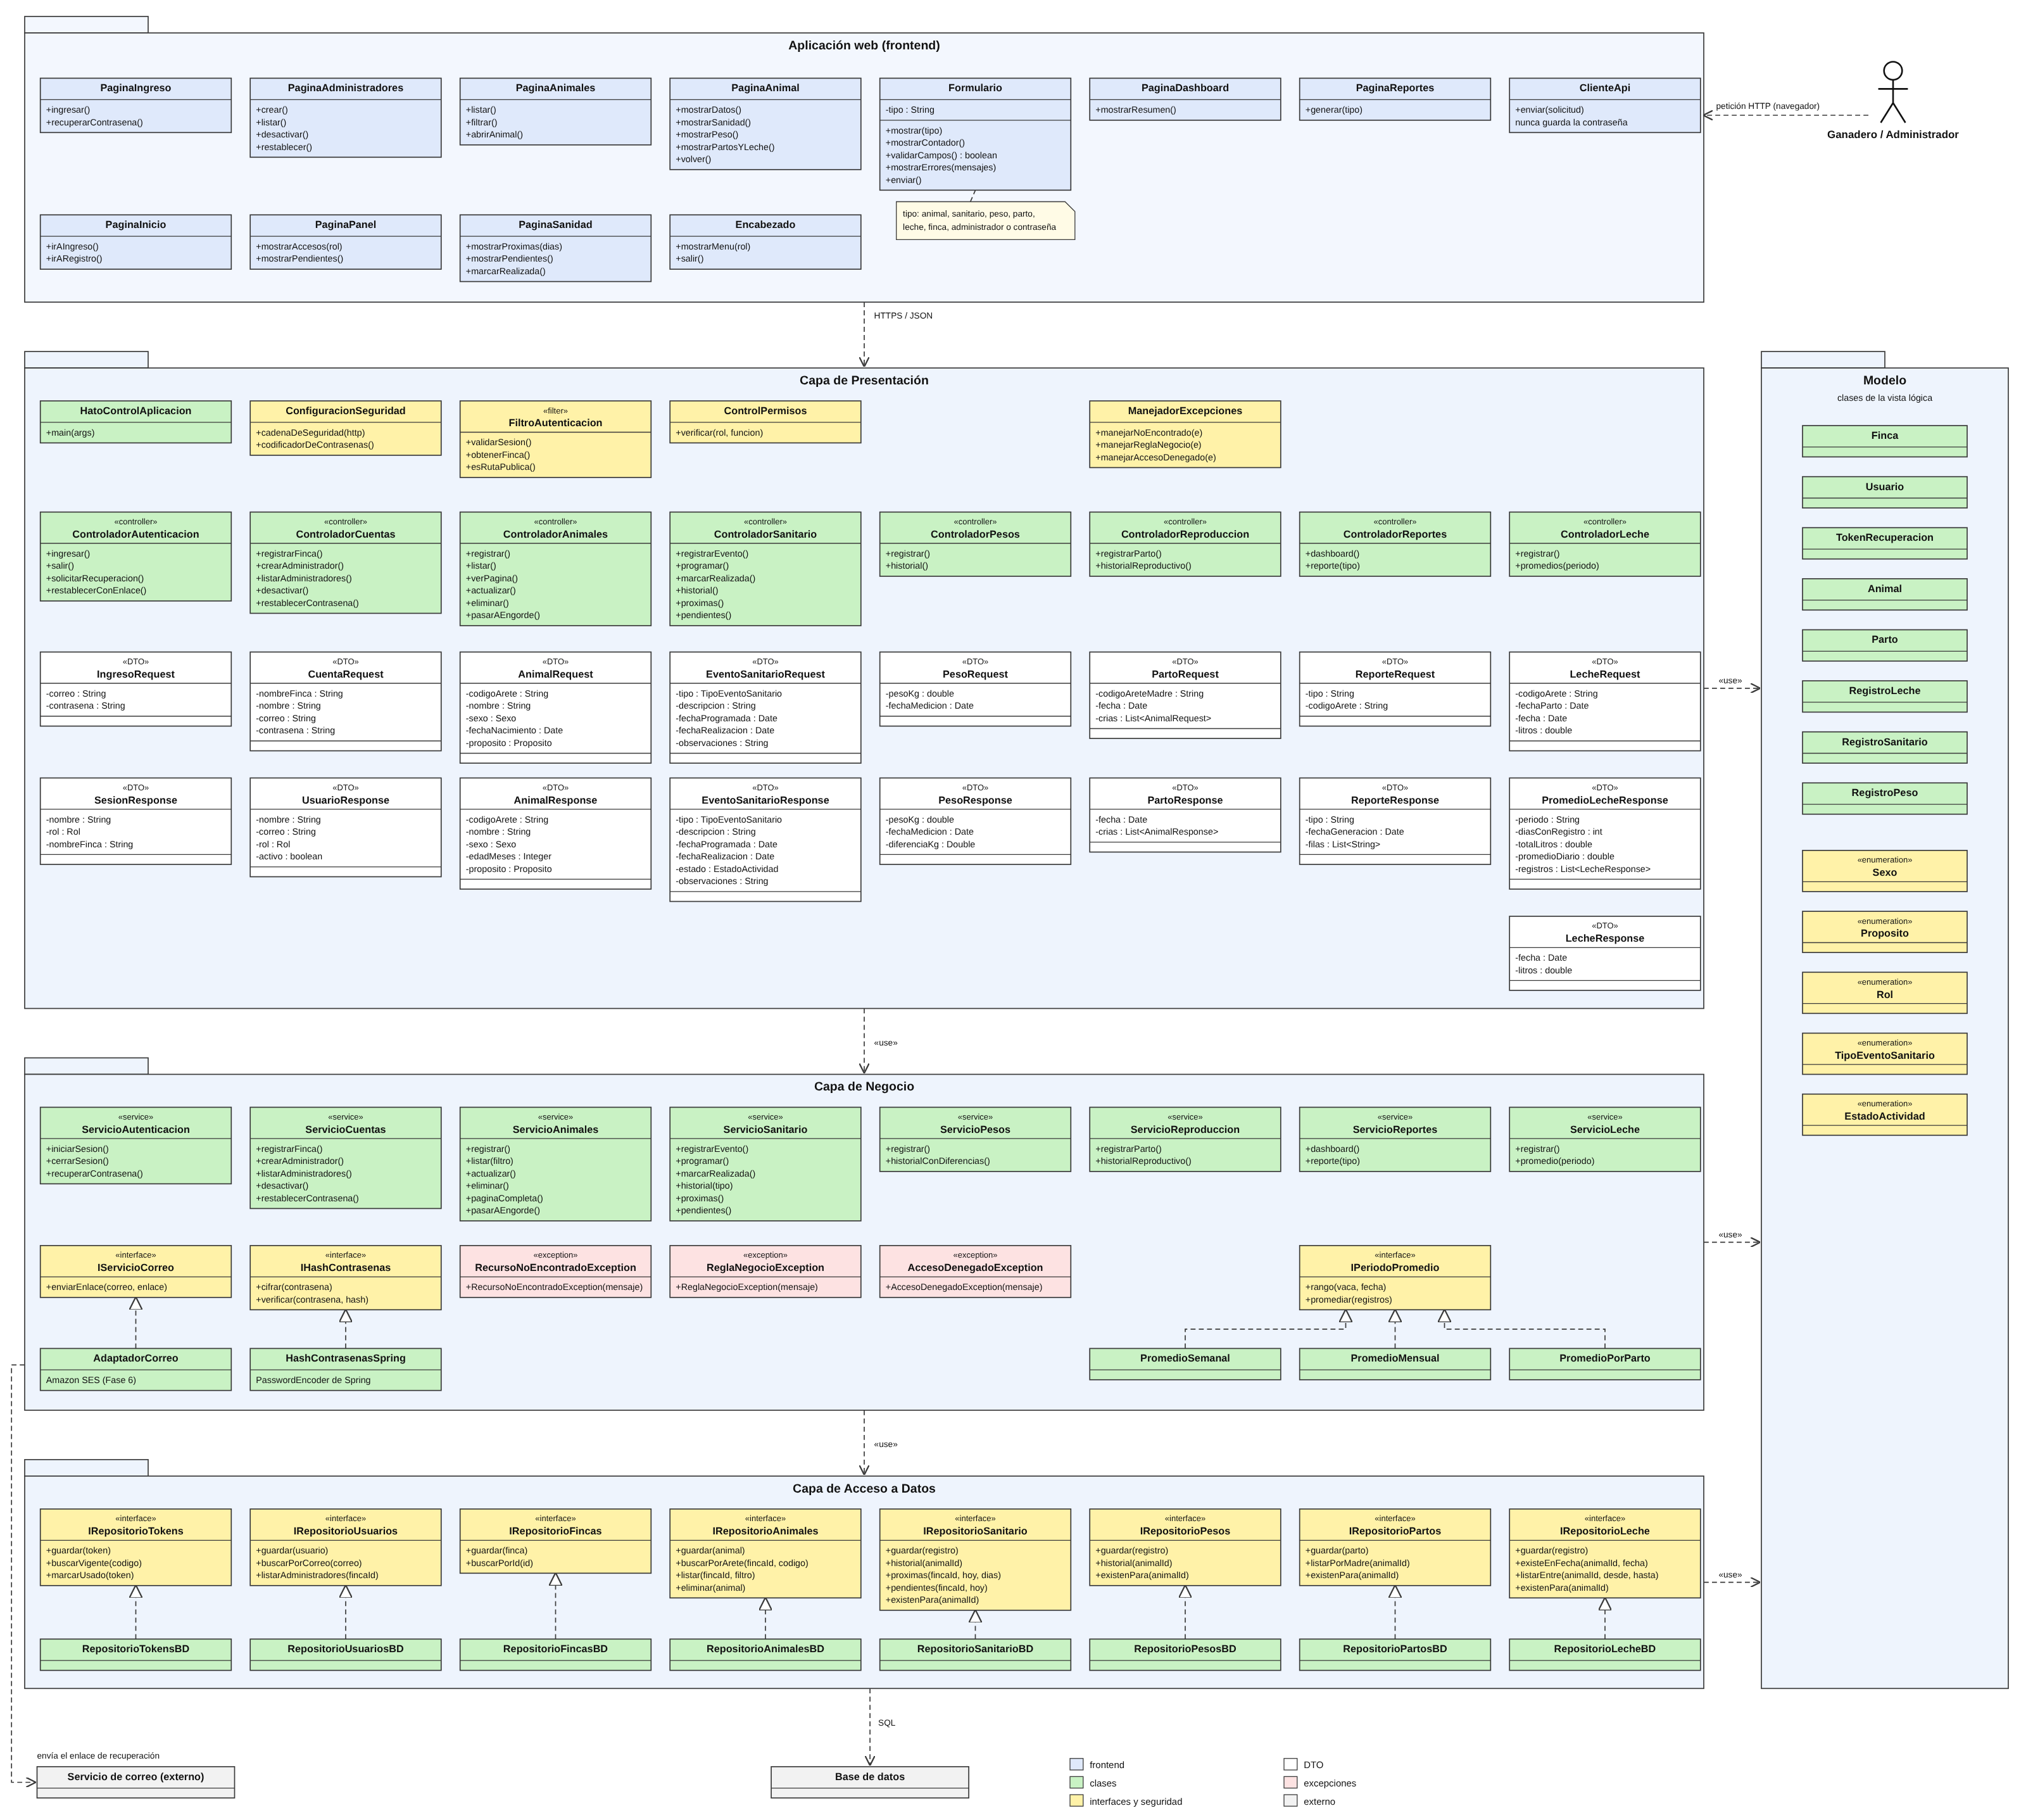 Aplicación web (frontend)
PaginaIngreso
+ingresar()
+recuperarContrasena()
PaginaAdministradores
+crear()
+listar()
+desactivar()
+restablecer()
PaginaAnimales
+listar()
+filtrar()
+abrirAnimal()
PaginaAnimal
+mostrarDatos()
+mostrarSanidad()
+mostrarPeso()
+mostrarPartosYLeche()
+volver()
Formulario
-tipo : String
+mostrar(tipo)
+mostrarContador()
+validarCampos() : boolean
+mostrarErrores(mensajes)
+enviar()
PaginaDashboard
+mostrarResumen()
PaginaReportes
+generar(tipo)
ClienteApi
+enviar(solicitud)
nunca guarda la contraseña
petición HTTP (navegador)
Ganadero / Administrador
PaginaInicio
+irAIngreso()
+irARegistro()
PaginaPanel
+mostrarAccesos(rol)
+mostrarPendientes()
PaginaSanidad
+mostrarProximas(dias)
+mostrarPendientes()
+marcarRealizada()
Encabezado
+mostrarMenu(rol)
+salir()
tipo: animal, sanitario, peso, parto,
leche, finca, administrador o contraseña
HTTPS / JSON
Capa de Presentación
HatoControlAplicacion
+main(args)
ConfiguracionSeguridad
+cadenaDeSeguridad(http)
+codificadorDeContrasenas()
«filter»
FiltroAutenticacion
+validarSesion()
+obtenerFinca()
+esRutaPublica()
ControlPermisos
+verificar(rol, funcion)
ManejadorExcepciones
+manejarNoEncontrado(e)
+manejarReglaNegocio(e)
+manejarAccesoDenegado(e)
«controller»
ControladorAutenticacion
+ingresar()
+salir()
+solicitarRecuperacion()
+restablecerConEnlace()
«controller»
ControladorCuentas
+registrarFinca()
+crearAdministrador()
+listarAdministradores()
+desactivar()
+restablecerContrasena()
«controller»
ControladorAnimales
+registrar()
+listar()
+verPagina()
+actualizar()
+eliminar()
+pasarAEngorde()
«controller»
ControladorSanitario
+registrarEvento()
+programar()
+marcarRealizada()
+historial()
+proximas()
+pendientes()
«controller»
ControladorPesos
+registrar()
+historial()
«controller»
ControladorReproduccion
+registrarParto()
+historialReproductivo()
«controller»
ControladorReportes
+dashboard()
+reporte(tipo)
«controller»
ControladorLeche
+registrar()
+promedios(periodo)
«DTO»
IngresoRequest
-correo : String
-contrasena : String
«DTO»
CuentaRequest
-nombreFinca : String
-nombre : String
-correo : String
-contrasena : String
«DTO»
AnimalRequest
-codigoArete : String
-nombre : String
-sexo : Sexo
-fechaNacimiento : Date
-proposito : Proposito
«DTO»
EventoSanitarioRequest
-tipo : TipoEventoSanitario
-descripcion : String
-fechaProgramada : Date
-fechaRealizacion : Date
-observaciones : String
«DTO»
PesoRequest
-pesoKg : double
-fechaMedicion : Date
«DTO»
PartoRequest
-codigoAreteMadre : String
-fecha : Date
-crias : List<AnimalRequest>
«DTO»
ReporteRequest
-tipo : String
-codigoArete : String
«DTO»
LecheRequest
-codigoArete : String
-fechaParto : Date
-fecha : Date
-litros : double
«DTO»
SesionResponse
-nombre : String
-rol : Rol
-nombreFinca : String
«DTO»
UsuarioResponse
-nombre : String
-correo : String
-rol : Rol
-activo : boolean
«DTO»
AnimalResponse
-codigoArete : String
-nombre : String
-sexo : Sexo
-edadMeses : Integer
-proposito : Proposito
«DTO»
EventoSanitarioResponse
-tipo : TipoEventoSanitario
-descripcion : String
-fechaProgramada : Date
-fechaRealizacion : Date
-estado : EstadoActividad
-observaciones : String
«DTO»
PesoResponse
-pesoKg : double
-fechaMedicion : Date
-diferenciaKg : Double
«DTO»
PartoResponse
-fecha : Date
-crias : List<AnimalResponse>
«DTO»
ReporteResponse
-tipo : String
-fechaGeneracion : Date
-filas : List<String>
«DTO»
PromedioLecheResponse
-periodo : String
-diasConRegistro : int
-totalLitros : double
-promedioDiario : double
-registros : List<LecheResponse>
«DTO»
LecheResponse
-fecha : Date
-litros : double
«use»
Modelo
clases de la vista lógica
Finca
Usuario
TokenRecuperacion
Animal
Parto
RegistroLeche
RegistroSanitario
RegistroPeso
«enumeration»
Sexo
«enumeration»
Proposito
«enumeration»
Rol
«enumeration»
TipoEventoSanitario
«enumeration»
EstadoActividad
«use»
Capa de Negocio
«service»
ServicioAutenticacion
+iniciarSesion()
+cerrarSesion()
+recuperarContrasena()
«service»
ServicioCuentas
+registrarFinca()
+crearAdministrador()
+listarAdministradores()
+desactivar()
+restablecerContrasena()
«service»
ServicioAnimales
+registrar()
+listar(filtro)
+actualizar()
+eliminar()
+paginaCompleta()
+pasarAEngorde()
«service»
ServicioSanitario
+registrarEvento()
+programar()
+marcarRealizada()
+historial(tipo)
+proximas()
+pendientes()
«service»
ServicioPesos
+registrar()
+historialConDiferencias()
«service»
ServicioReproduccion
+registrarParto()
+historialReproductivo()
«service»
ServicioReportes
+dashboard()
+reporte(tipo)
«service»
ServicioLeche
+registrar()
+promedio(periodo)
«interface»
IServicioCorreo
+enviarEnlace(correo, enlace)
«interface»
IHashContrasenas
+cifrar(contrasena)
+verificar(contrasena, hash)
«exception»
RecursoNoEncontradoException
+RecursoNoEncontradoException(mensaje)
«exception»
ReglaNegocioException
+ReglaNegocioException(mensaje)
«exception»
AccesoDenegadoException
+AccesoDenegadoException(mensaje)
«interface»
IPeriodoPromedio
+rango(vaca, fecha)
+promediar(registros)
«use»
AdaptadorCorreo
Amazon SES (Fase 6)
HashContrasenasSpring
PasswordEncoder de Spring
PromedioSemanal
PromedioMensual
PromedioPorParto
«use»
Capa de Acceso a Datos
«interface»
IRepositorioTokens
+guardar(token)
+buscarVigente(codigo)
+marcarUsado(token)
«interface»
IRepositorioUsuarios
+guardar(usuario)
+buscarPorCorreo(correo)
+listarAdministradores(fincaId)
«interface»
IRepositorioFincas
+guardar(finca)
+buscarPorId(id)
«interface»
IRepositorioAnimales
+guardar(animal)
+buscarPorArete(fincaId, codigo)
+listar(fincaId, filtro)
+eliminar(animal)
«interface»
IRepositorioSanitario
+guardar(registro)
+historial(animalId)
+proximas(fincaId, hoy, dias)
+pendientes(fincaId, hoy)
+existenPara(animalId)
«interface»
IRepositorioPesos
+guardar(registro)
+historial(animalId)
+existenPara(animalId)
«interface»
IRepositorioPartos
+guardar(parto)
+listarPorMadre(animalId)
+existenPara(animalId)
«interface»
IRepositorioLeche
+guardar(registro)
+existeEnFecha(animalId, fecha)
+listarEntre(animalId, desde, hasta)
+existenPara(animalId)
«use»
RepositorioTokensBD
RepositorioUsuariosBD
RepositorioFincasBD
RepositorioAnimalesBD
RepositorioSanitarioBD
RepositorioPesosBD
RepositorioPartosBD
RepositorioLecheBD
SQL
envía el enlace de recuperación
Servicio de correo (externo)
Base de datos
frontend
clases
interfaces y seguridad
DTO
excepciones
externo